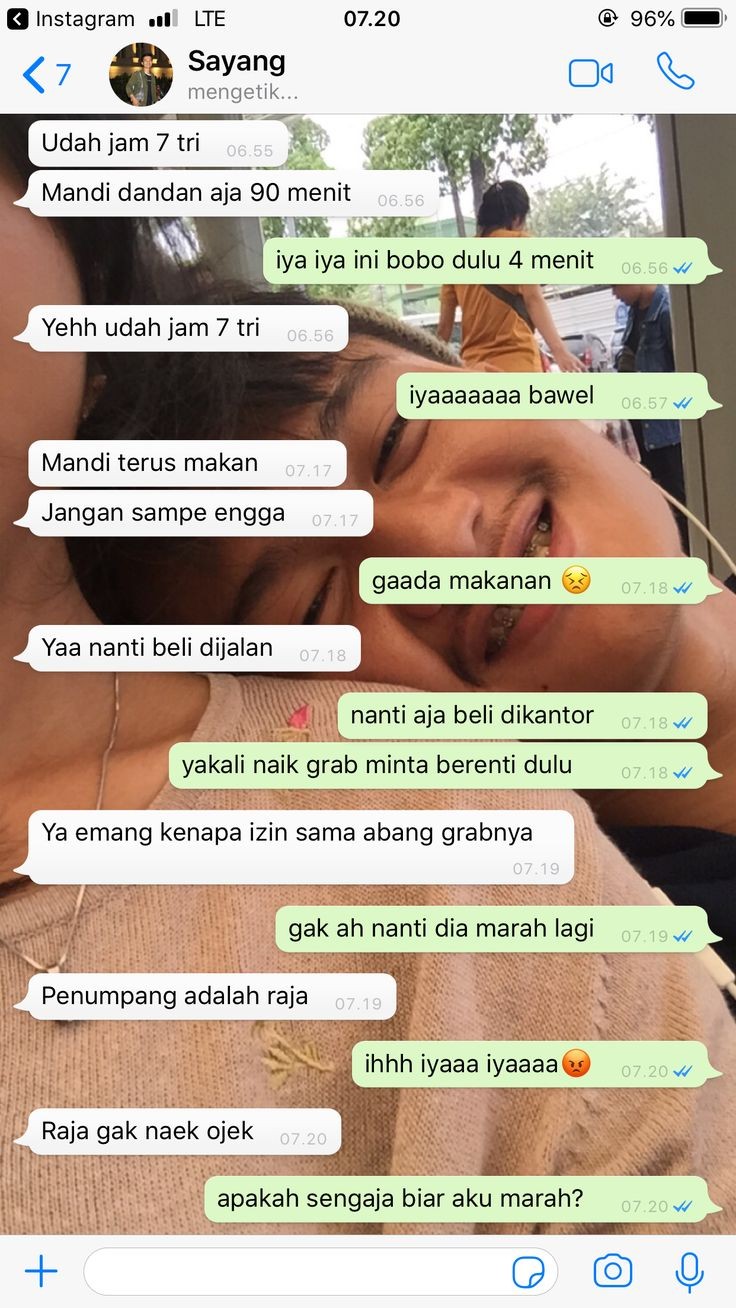 Instagram LTE 07.20 96%
7 Sayang
mengetik...
Udah jam 7 tri 06.55
Mandi dandan aja 90 menit 06.56
iya iya ini bobo dulu 4 menit 06.56
Yehh udah jam 7 tri 06.56
iyaaaaaaa bawel 06.57
Mandi terus makan 07.17
Jangan sampe engga 07.17
gaada makanan 😣 07.18
Yaa nanti beli dijalan 07.18
nanti aja beli dikantor 07.18
yakali naik grab minta berenti dulu 07.18
Ya emang kenapa izin sama abang grabnya
07.19
gak ah nanti dia marah lagi 07.19
Penumpang adalah raja 07.19
ihhh iyaaa iyaaaa😡 07.20
Raja gak naek ojek 07.20
apakah sengaja biar aku marah? 07.20